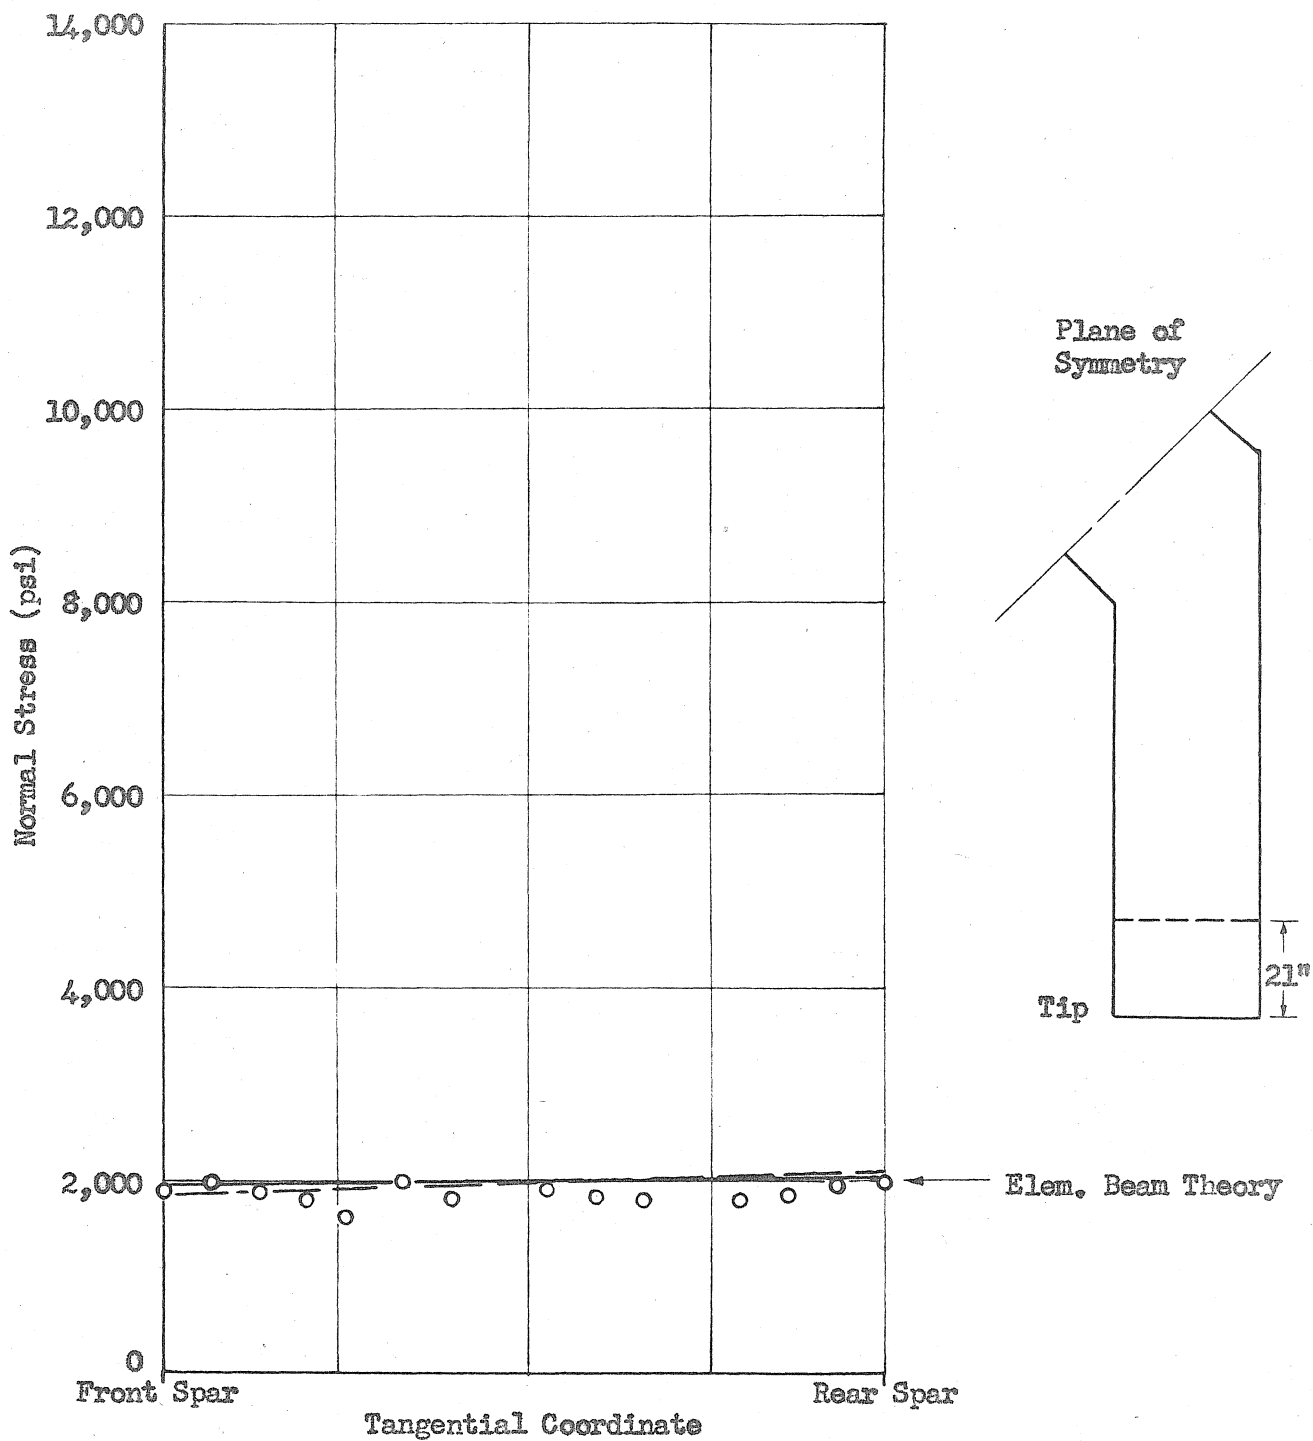 14,000
12,000
10,000
8,000
6,000
4,000
2,000
0
Normal Stress (psi)
Front Spar
Rear Spar
Tangential Coordinate
Plane of
Symmetry
21"
Tip
Elem. Beam Theory